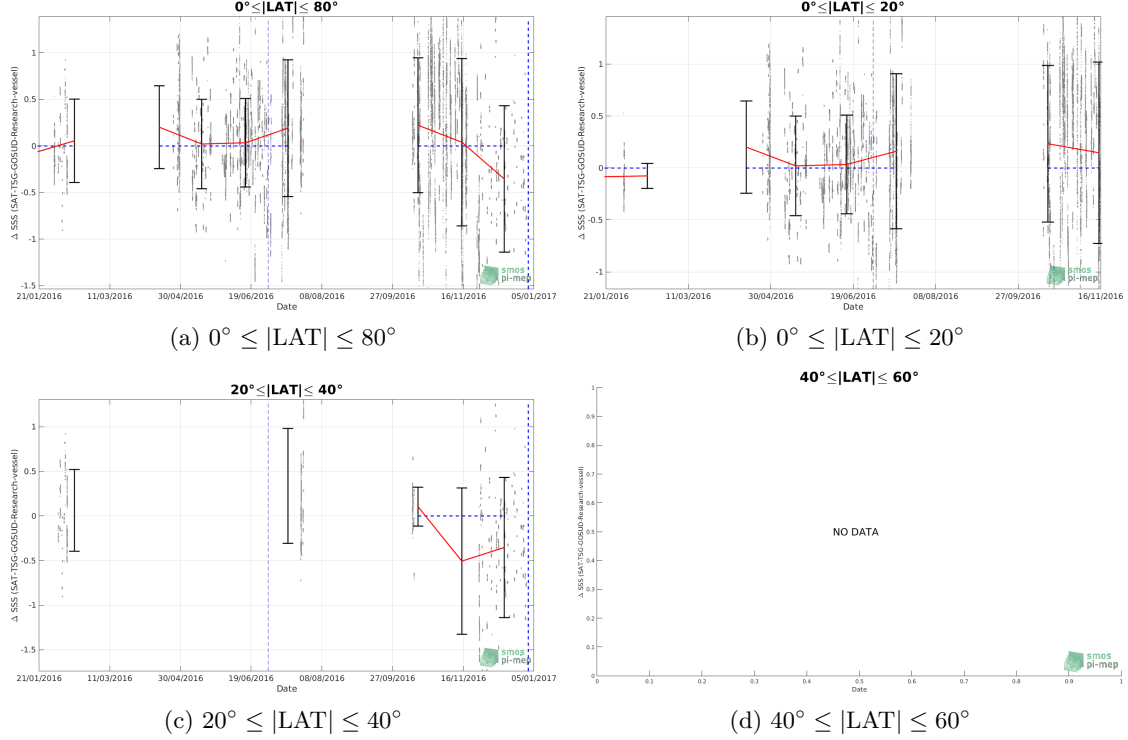 0°≤|LAT|≤ 80°
Δ SSS (SAT-TSG-GOSUD-Research-vessel)
1
0.5
0
-0.5
-1
-1.5
21/01/2016 11/03/2016 30/04/2016 19/06/2016 08/08/2016 27/09/2016 16/11/2016 05/01/2017
Date
smos
pi-mep
(a) 0° ≤ |LAT| ≤ 80°
0°≤|LAT|≤ 20°
Δ SSS (SAT-TSG-GOSUD-Research-vessel)
1
0.5
0
-0.5
-1
21/01/2016 11/03/2016 30/04/2016 19/06/2016 08/08/2016 27/09/2016 16/11/2016
Date
smos
pi-mep
(b) 0° ≤ |LAT| ≤ 20°
20°≤|LAT|≤ 40°
Δ SSS (SAT-TSG-GOSUD-Research-vessel)
1
0.5
0
-0.5
-1
-1.5
21/01/2016 11/03/2016 30/04/2016 19/06/2016 08/08/2016 27/09/2016 16/11/2016 05/01/2017
Date
smos
pi-mep
(c) 20° ≤ |LAT| ≤ 40°
40°≤|LAT|≤ 60°
Δ SSS (SAT-TSG-GOSUD-Research-vessel)
1
0.9
0.8
0.7
0.6
0.5
0.4
0.3
0.2
0.1
0
NO DATA
0 0.1 0.2 0.3 0.4 0.5 0.6 0.7 0.8 0.9 1
Date
smos
pi-mep
(d) 40° ≤ |LAT| ≤ 60°